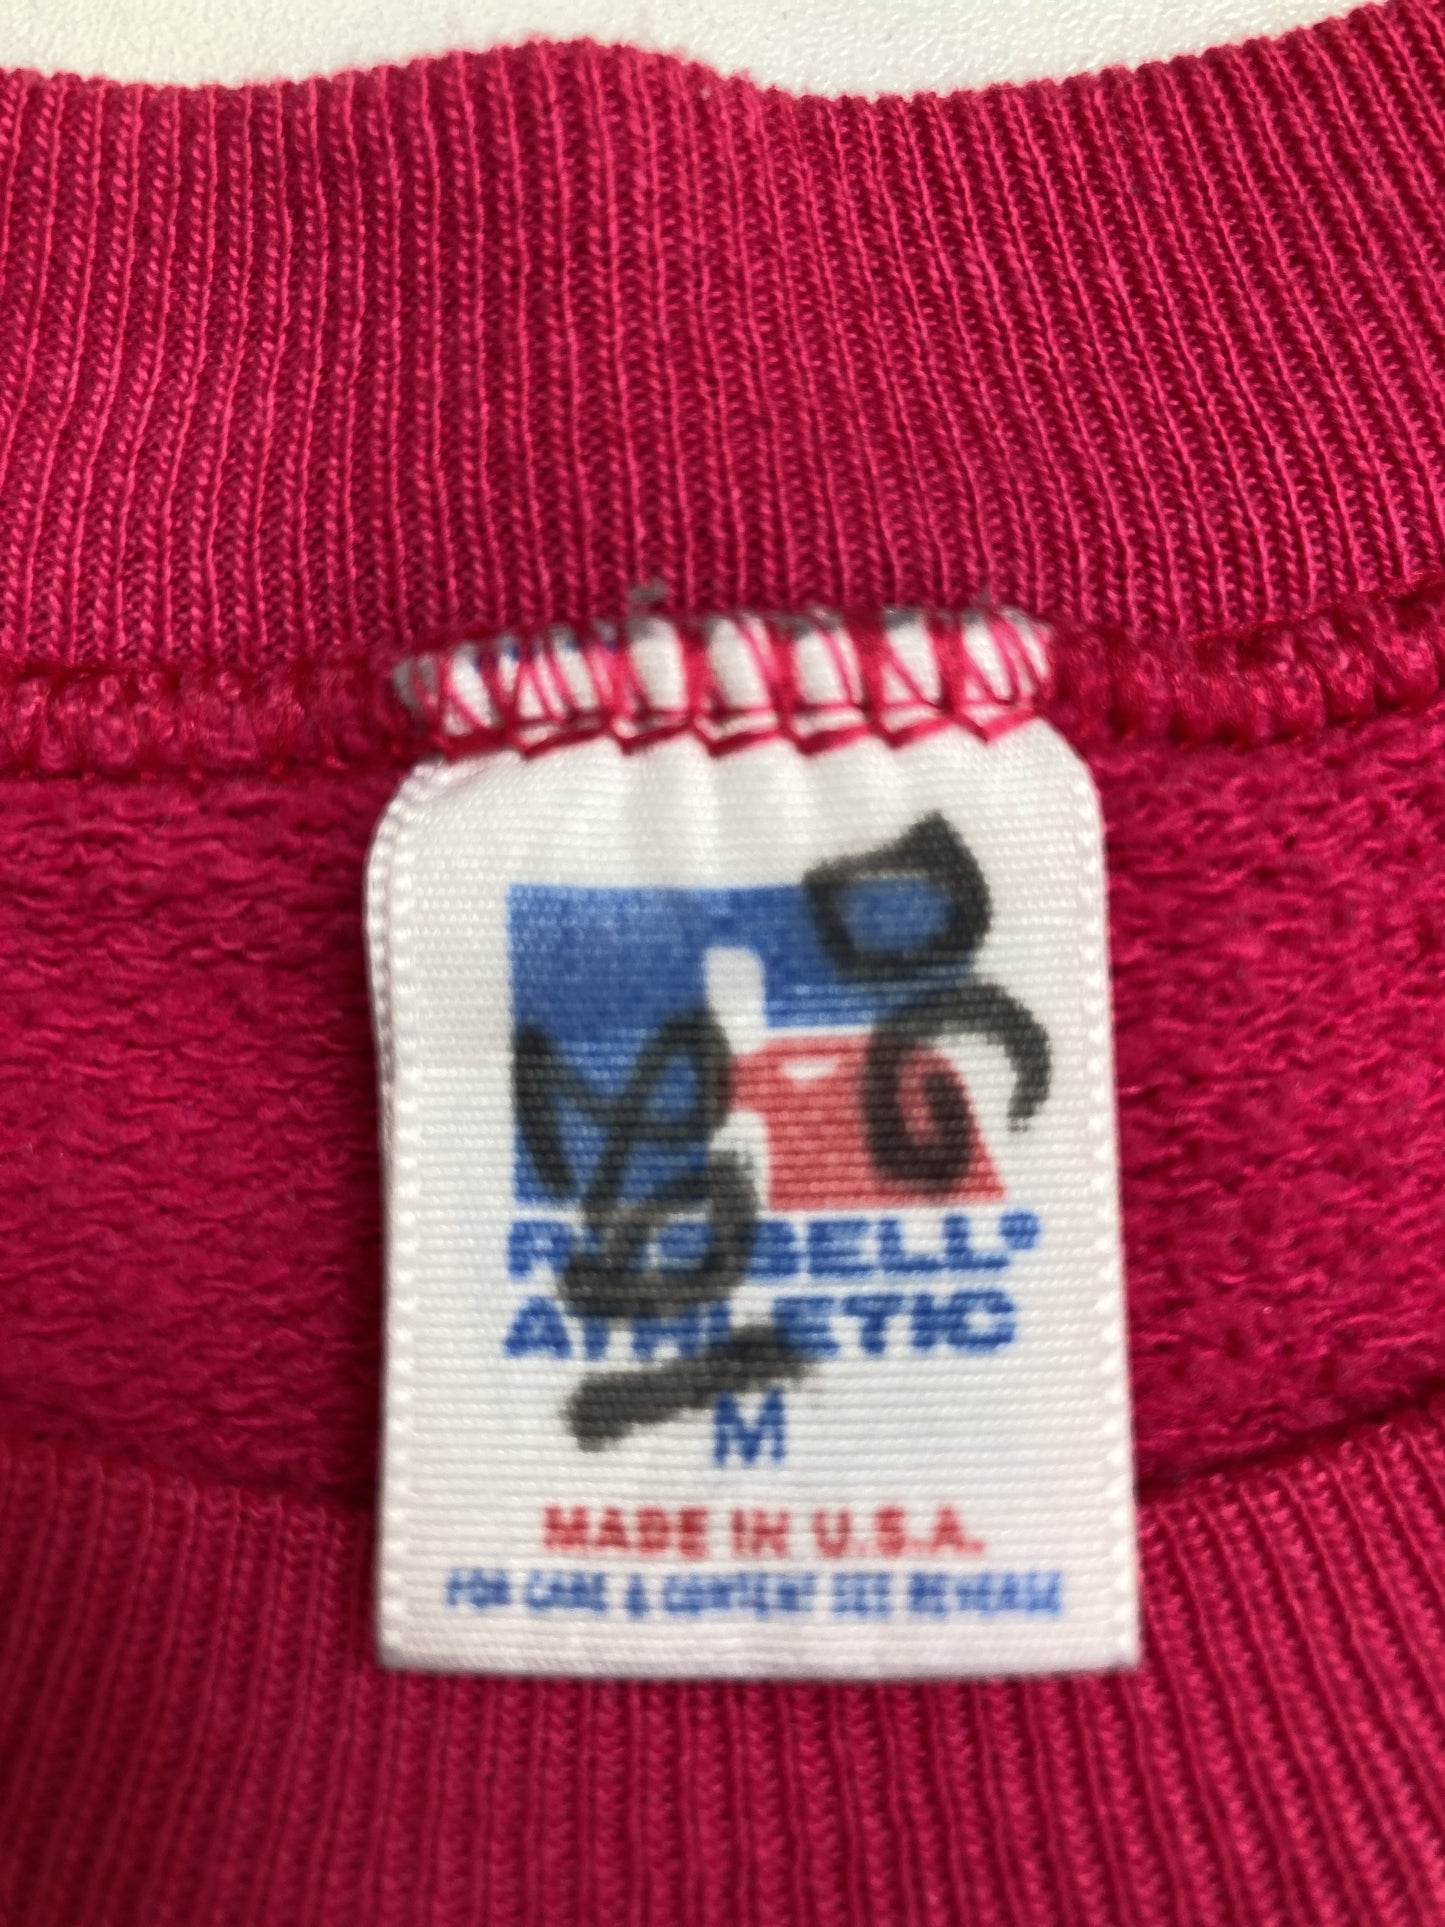 RUSSELL®
ATHLETIC
M
MADE IN U.S.A.
FOR CARE & CONTENT SEE REVERSE